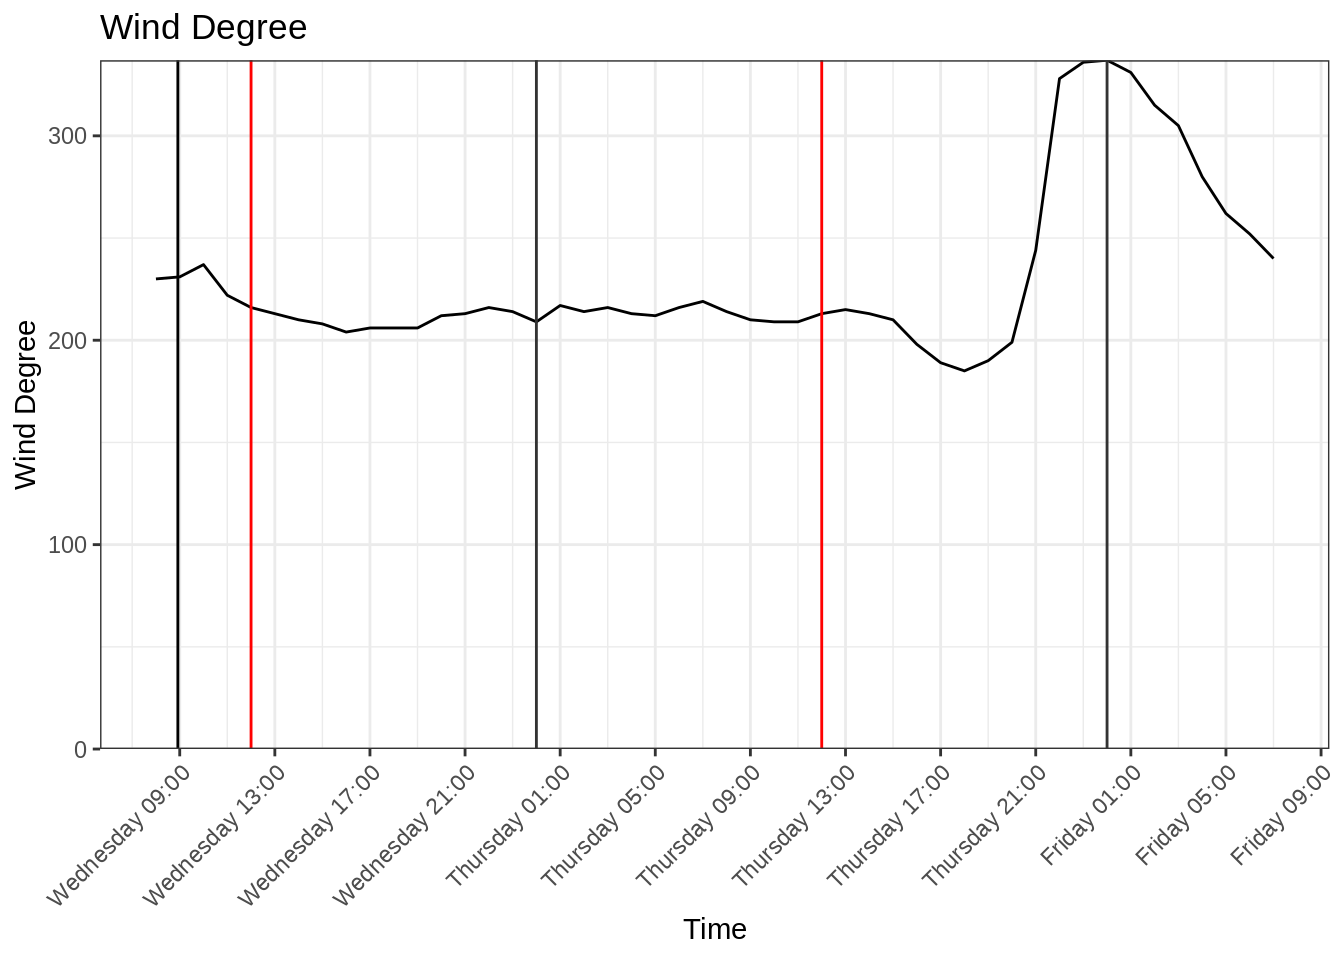 Wind Degree
Wind Degree
300
200
100
0
Wednesday 09:00
Wednesday 13:00
Wednesday 17:00
Wednesday 21:00
Thursday 01:00
Thursday 05:00
Thursday 09:00
Thursday 13:00
Thursday 17:00
Thursday 21:00
Friday 01:00
Friday 05:00
Friday 09:00
Time